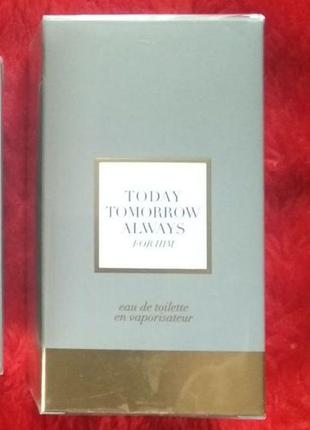 TODAY
TOMORROW
ALWAYS
FOR HIM
eau de toilette
en vaporisateur